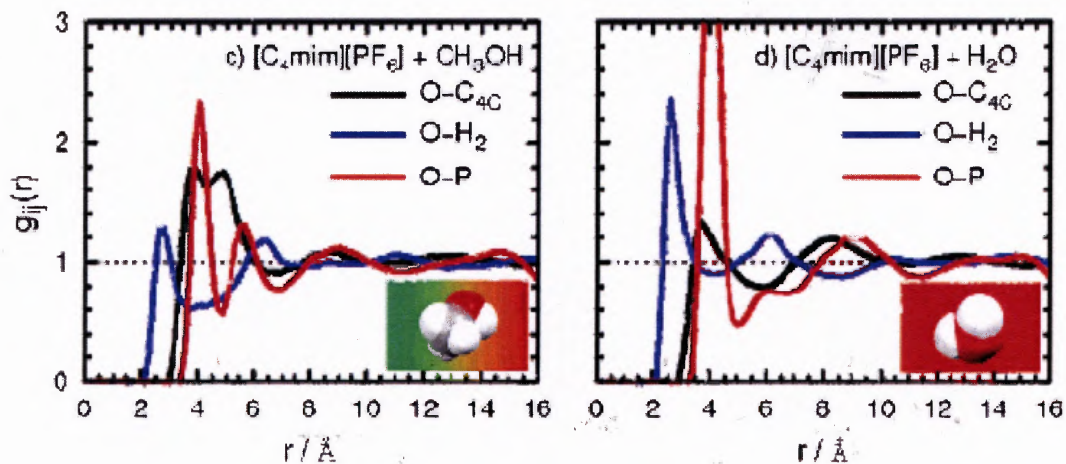 3
2
1
0
g_ij(r)
c) [C₄mim][PF₆] + CH₃OH
O–C₄C
O–H₂
O–P
0 2 4 6 8 10 12 14 16
r / Å
d) [C₄mim][PF₆] + H₂O
O–C₄C
O–H₂
O–P
0 2 4 6 8 10 12 14 16
r / Å